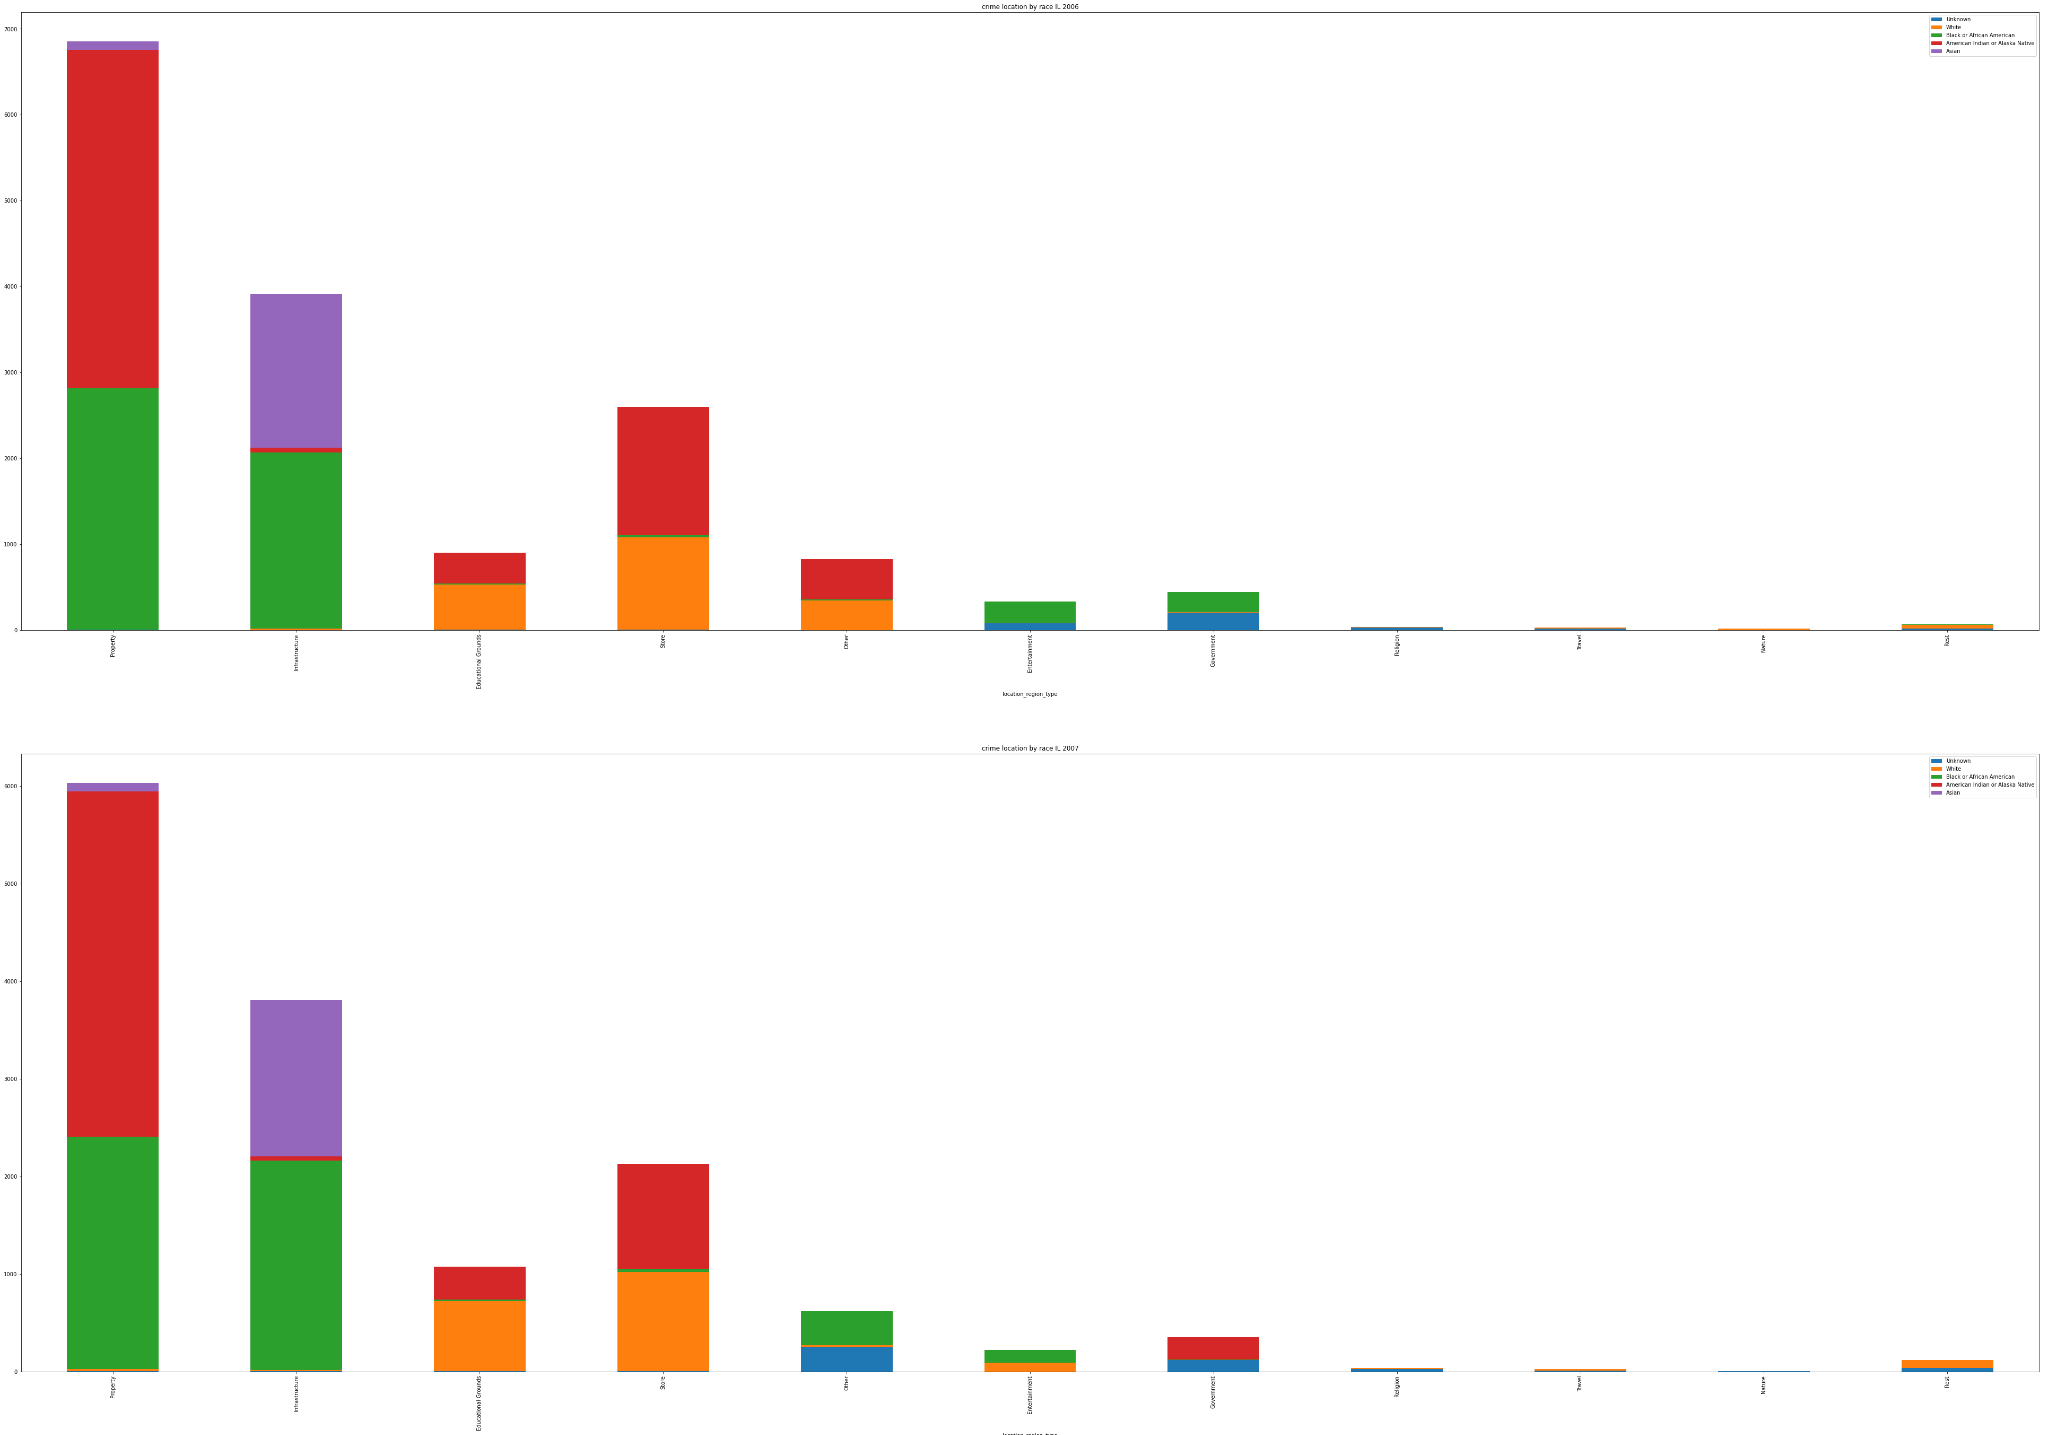 crime location by race IL 2006
Unknown
White
Black or African American
American Indian or Alaska Native
Asian
7000
6000
5000
4000
3000
2000
1000
0
Property
Infrastructure
Educational Grounds
Store
Other
Entertainment
Government
Religion
Travel
Nature
Rest
location_region_type
crime location by race IL 2007
Unknown
White
Black or African American
American Indian or Alaska Native
Asian
6000
5000
4000
3000
2000
1000
0
Property
Infrastructure
Educational Grounds
Store
Other
Entertainment
Government
Religion
Travel
Nature
Rest